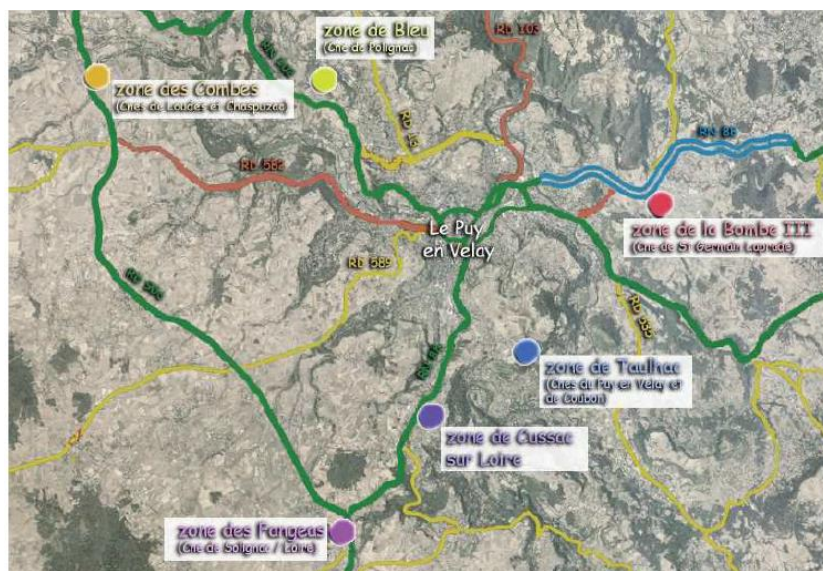 zone de Bleu
(Cne de Polignac)
RD 103
RN 102
zone des Combes
(Cnes de Loudes et Chaspuzac)
RN 88
RD 13
RD 582
zone de la Bombe III
(Cne de St Germain Laprade)
Le Puy
en Velay
RD 589
RN 88
zone de Taulhac
(Cnes du Puy en Velay et
de Coubon)
zone de Cussac
sur Loire
zone des Fangeas
(Cne de Solignac / Loire)